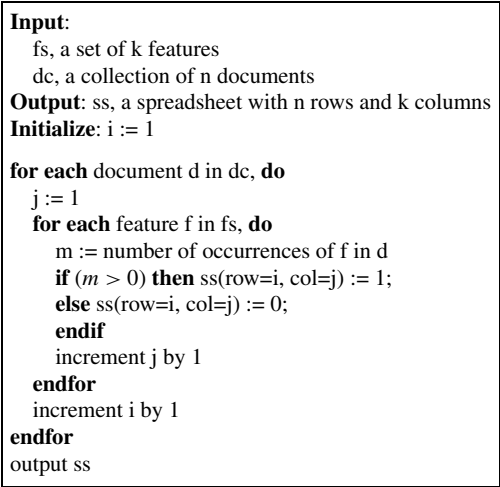 Input:
fs, a set of k features
dc, a collection of n documents
Output: ss, a spreadsheet with n rows and k columns
Initialize: i := 1
for each document d in dc, do
j := 1
for each feature f in fs, do
m := number of occurrences of f in d
if (m > 0) then ss(row=i, col=j) := 1;
else ss(row=i, col=j) := 0;
endif
increment j by 1
endfor
increment i by 1
endfor
output ss